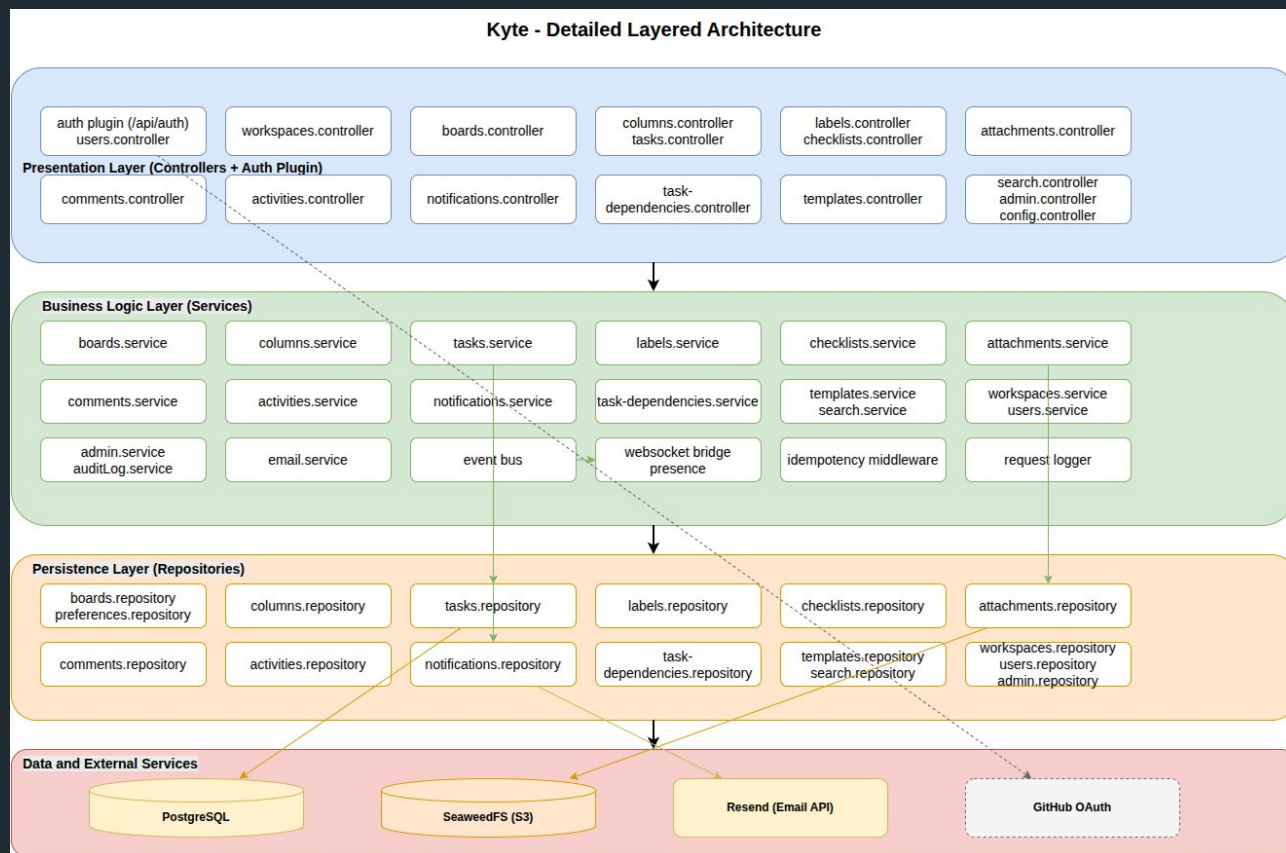 Kyte - Detailed Layered Architecture
auth plugin (/api/auth)
users.controller
workspaces.controller
boards.controller
columns.controller
tasks.controller
labels.controller
checklists.controller
attachments.controller
Presentation Layer (Controllers + Auth Plugin)
comments.controller
activities.controller
notifications.controller
task-
dependencies.controller
templates.controller
search.controller
admin.controller
config.controller
Business Logic Layer (Services)
boards.service
columns.service
tasks.service
labels.service
checklists.service
attachments.service
comments.service
activities.service
notifications.service
task-dependencies.service
templates.service
search.service
workspaces.service
users.service
admin.service
auditLog.service
email.service
event bus
websocket bridge
presence
idempotency middleware
request logger
Persistence Layer (Repositories)
boards.repository
preferences.repository
columns.repository
tasks.repository
labels.repository
checklists.repository
attachments.repository
comments.repository
activities.repository
notifications.repository
task-
dependencies.repository
templates.repository
search.repository
workspaces.repository
users.repository
admin.repository
Data and External Services
PostgreSQL
SeaweedFS (S3)
Resend (Email API)
GitHub OAuth